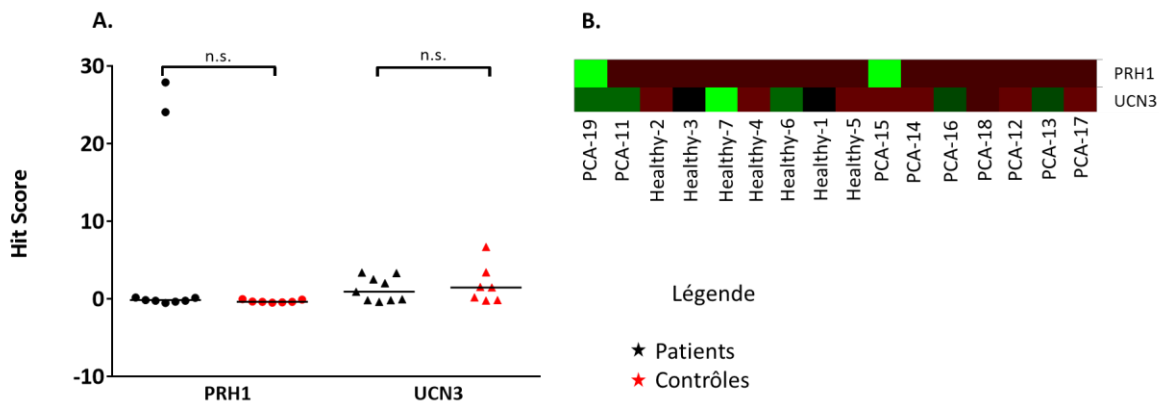 A.
n.s.
n.s.
30
20
10
0
-10
Hit Score
PRH1
UCN3
B.
PRH1
UCN3
PCA-19
PCA-11
Healthy-2
Healthy-3
Healthy-7
Healthy-4
Healthy-6
Healthy-1
Healthy-5
PCA-15
PCA-14
PCA-16
PCA-18
PCA-12
PCA-13
PCA-17
Légende
Patients
Contrôles